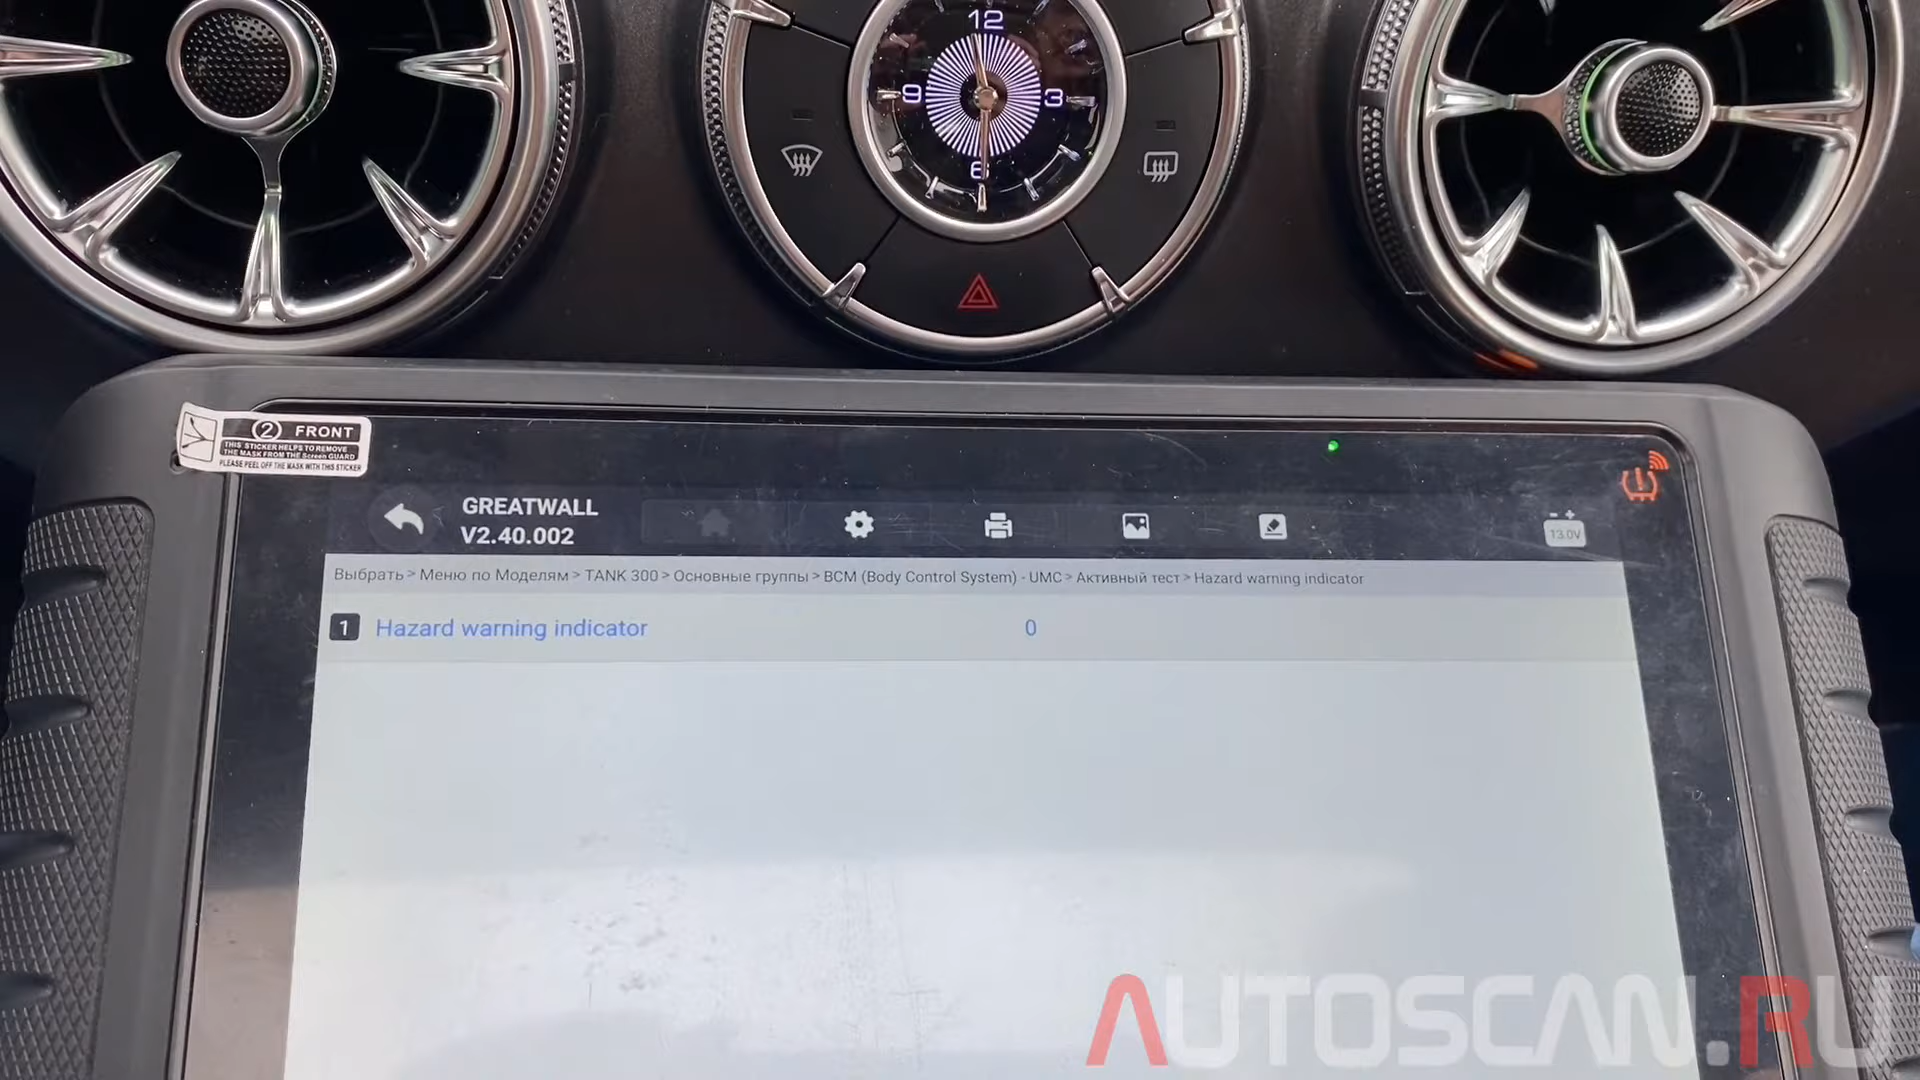 12
9
3
6
2 FRONT
THIS STICKER HELPS TO REMOVE
THE MASK FROM THE Screen GUARD
PLEASE PEEL OFF THE MASK WITH THIS STICKER
GREATWALL
V2.40.002
13.0V
Выбрать > Меню по Моделям > TANK 300 > Основные группы > BCM (Body Control System) - UMC > Активный тест > Hazard warning indicator
1 Hazard warning indicator 0
AUTOSCAN.RU